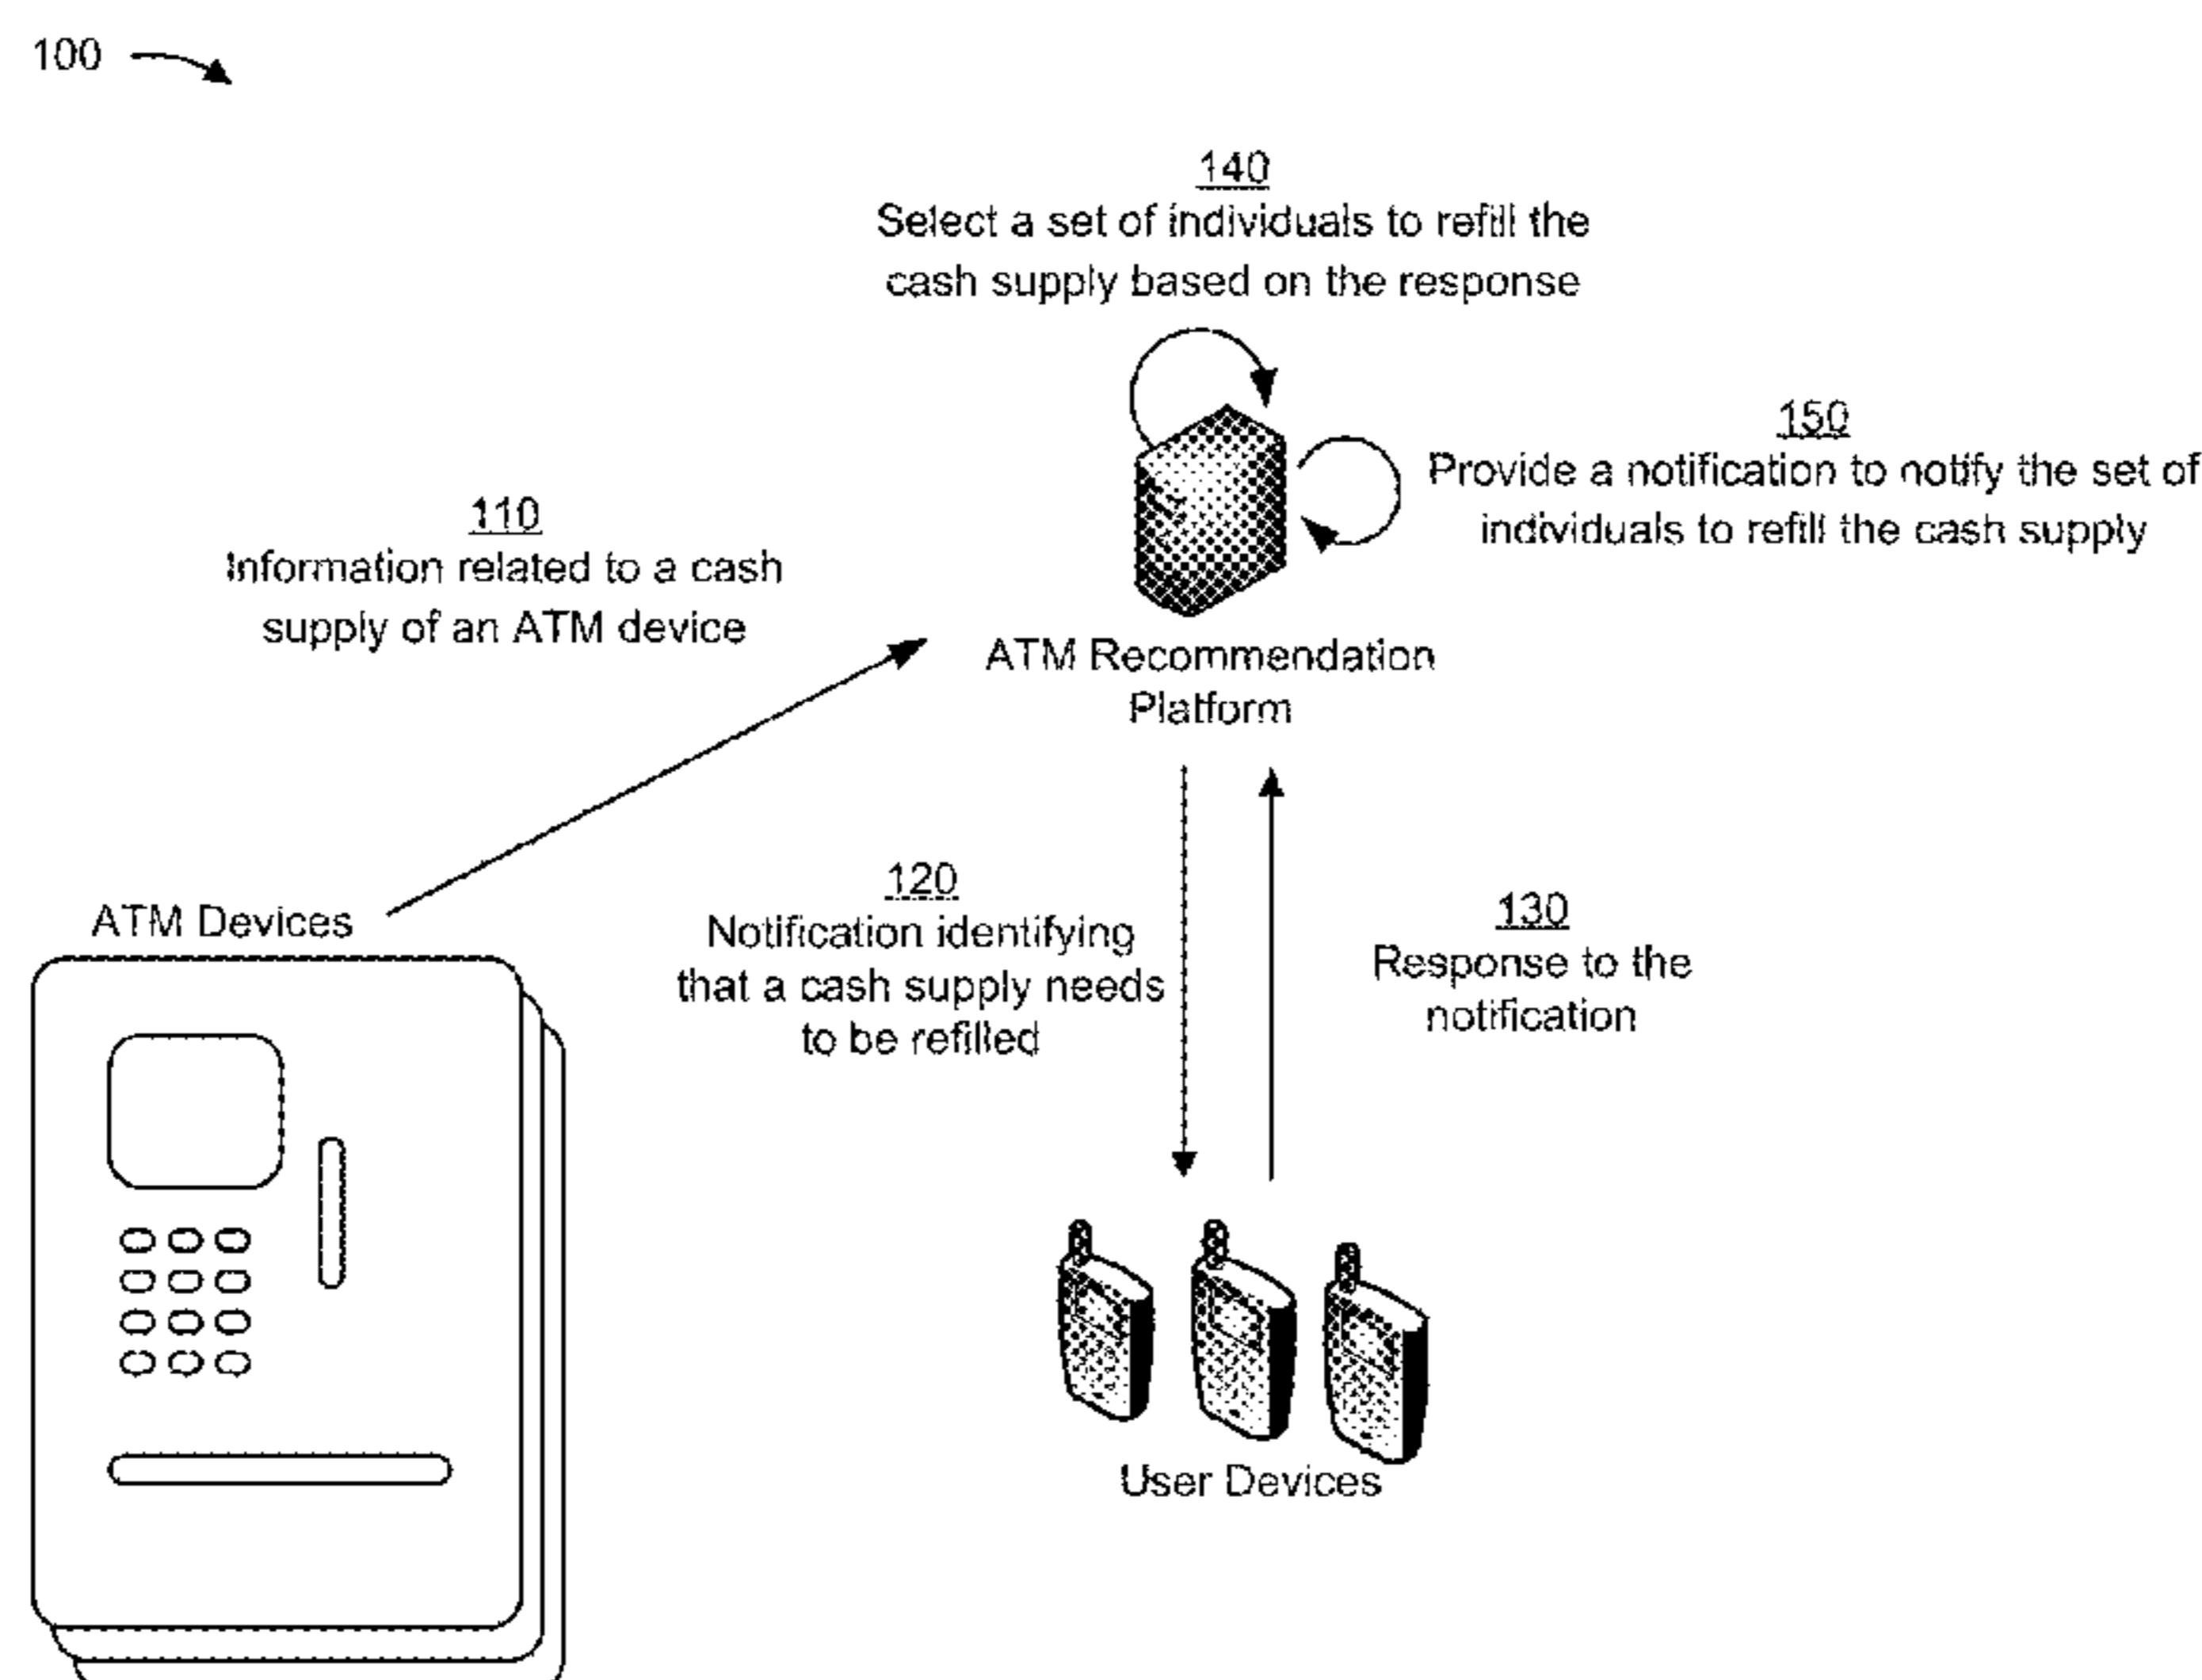 100
140
Select a set of individuals to refill the
cash supply based on the response
150
Provide a notification to notify the set of
individuals to refill the cash supply
110
Information related to a cash
supply of an ATM device
ATM Recommendation
Platform
120
Notification identifying
that a cash supply needs
to be refilled
130
Response to the
notification
ATM Devices
User Devices